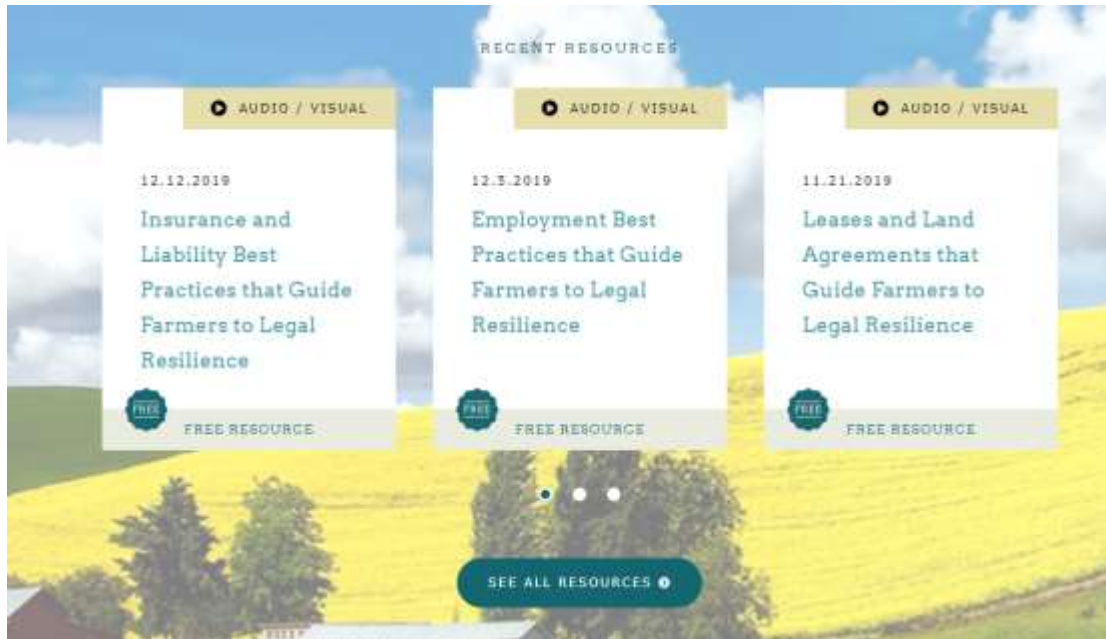 RECENT RESOURCES
AUDIO / VISUAL
12.12.2019
Insurance and
Liability Best
Practices that Guide
Farmers to Legal
Resilience
FREE
FREE RESOURCE
AUDIO / VISUAL
12.5.2019
Employment Best
Practices that Guide
Farmers to Legal
Resilience
FREE
FREE RESOURCE
AUDIO / VISUAL
11.21.2019
Leases and Land
Agreements that
Guide Farmers to
Legal Resilience
FREE
FREE RESOURCE
SEE ALL RESOURCES